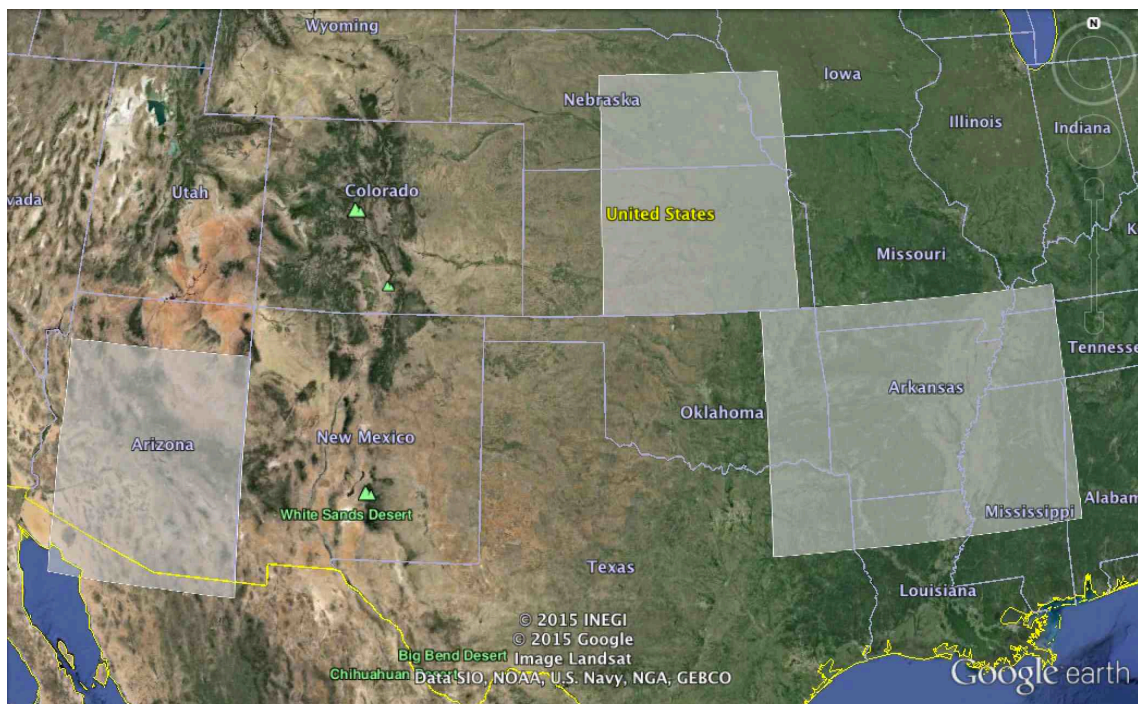 N
Wyoming
Iowa
Nebraska
Illinois
Indiana
vada
Utah
Colorado
United States
K
Missouri
Tennesse
Arkansas
Oklahoma
Arizona
New Mexico
Alabam
Mississippi
White Sands Desert
Texas
Louisiana
© 2015 INEGI
© 2015 Google
Big Bend Desert
Image Landsat
Data SIO, NOAA, U.S. Navy, NGA, GEBCO
Google earth